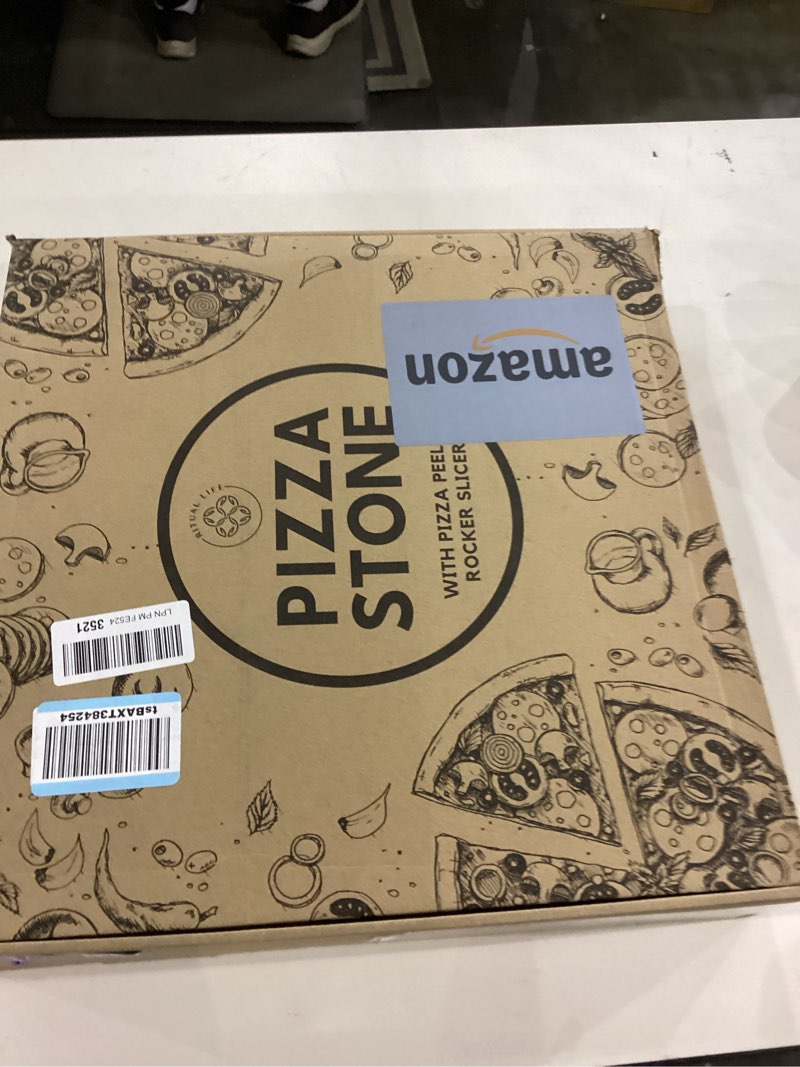 RITUAL LIFE
PIZZA
STONE
WITH PIZZA PEEL
ROCKER SLICER
amazon
LPN PM FE524 3521
tsBAXT384254